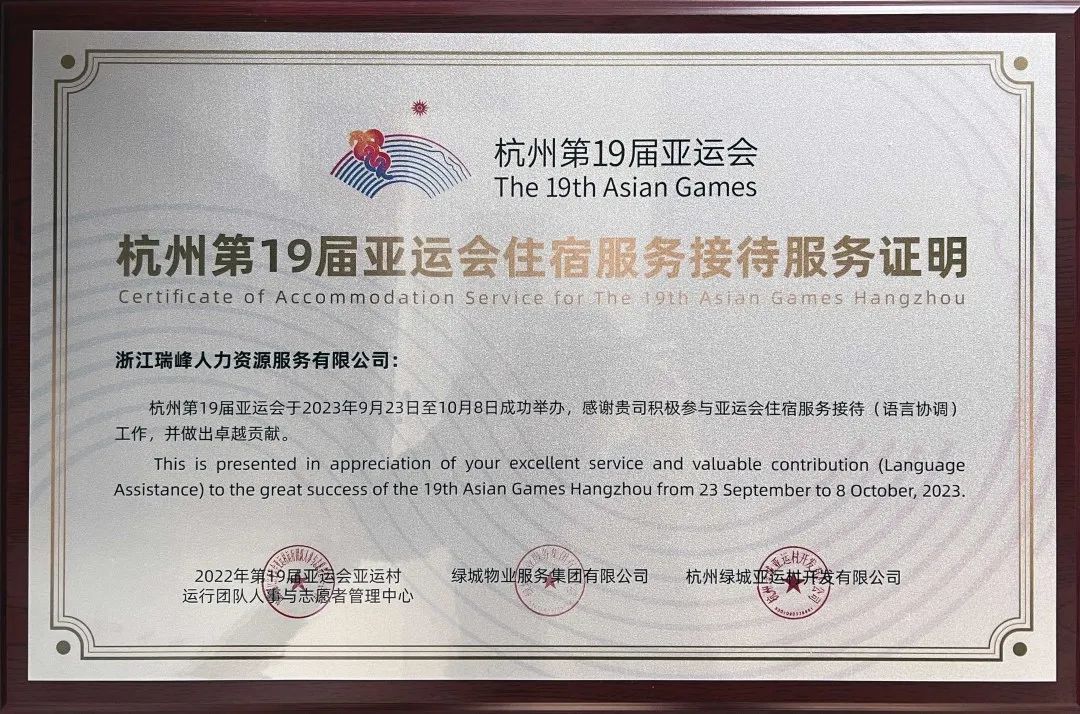 杭州第19届亚运会
The 19th Asian Games
杭州第19届亚运会住宿服务接待服务证明
Certificate of Accommodation Service for The 19th Asian Games Hangzhou
浙江瑞峰人力资源服务有限公司：
杭州第19届亚运会于2023年9月23日至10月8日成功举办，感谢贵司积极参与亚运会住宿服务接待（语言协调）
工作，并做出卓越贡献。
This is presented in appreciation of your excellent service and valuable contribution (Language
Assistance) to the great success of the 19th Asian Games Hangzhou from 23 September to 8 October, 2023.
2022年第19届亚运会亚运村
运行团队人事与志愿者管理中心
绿城物业服务集团有限公司
杭州绿城亚运村开发有限公司